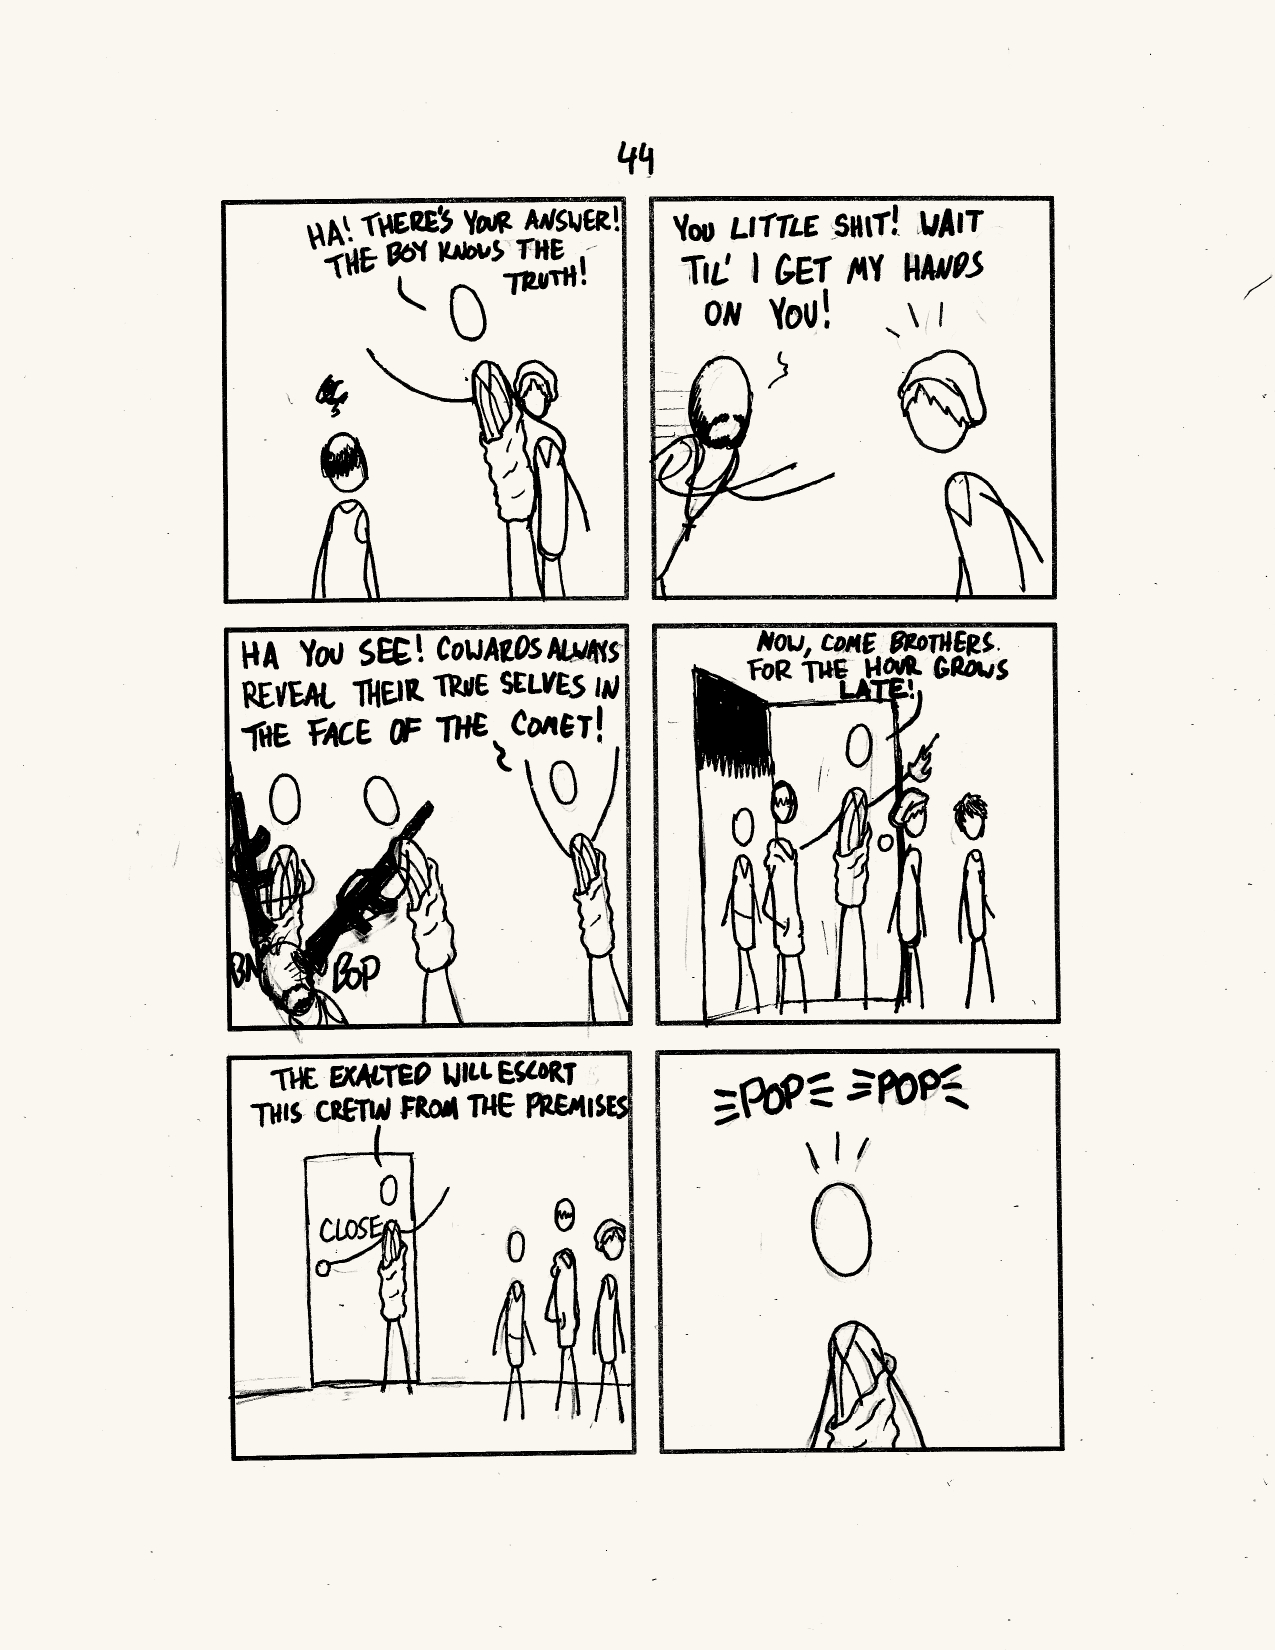 44
HA! THERE'S YOUR ANSWER!
THE BOY KNOWS THE
TRUTH!
YOU LITTLE SHIT! WAIT
TIL' I GET MY HANDS
ON YOU!
HA YOU SEE! COWARDS ALWAYS
REVEAL THEIR TRUE SELVES IN
THE FACE OF THE COMET!
BOP
NOW, COME BROTHERS.
FOR THE HOUR GROWS
LATE!
THE EXALTED WILL ESCORT
THIS CRETIN FROM THE PREMISES
CLOSE
POP POP